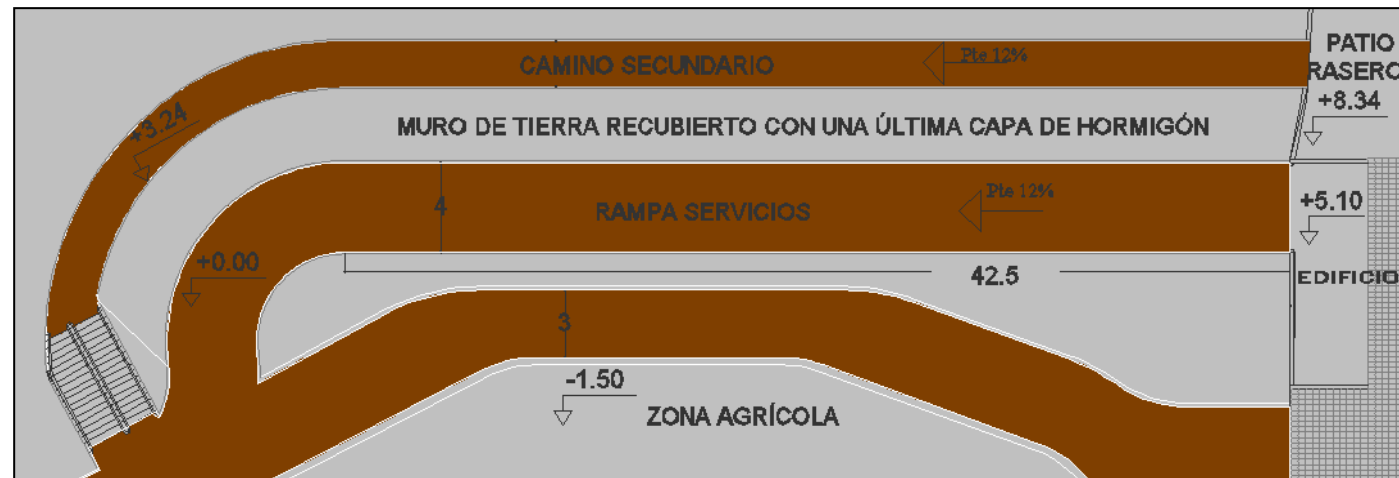 PATIO
RASERO
+8.34
CAMINO SECUNDARIO
Pte 12%
+3.24
MURO DE TIERRA RECUBIERTO CON UNA ÚLTIMA CAPA DE HORMIGÓN
4
RAMPA SERVICIOS
Pte 12%
+5.10
+0.00
42.5
EDIFICIO
3
-1.50
ZONA AGRÍCOLA